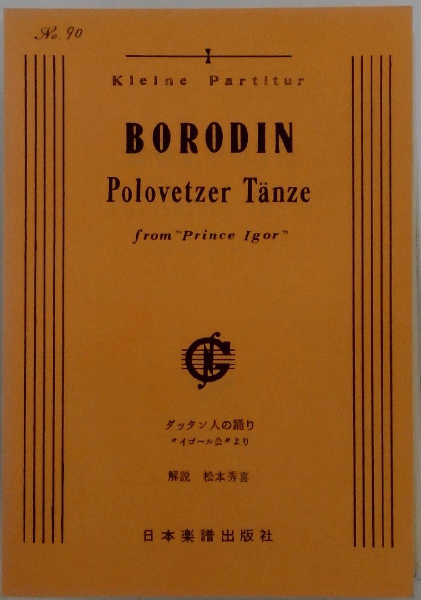 No. 90
Kleine Partitur
BORODIN
Polovetzer Tänze
from "Prince Igor"
ダッタン人の踊り
"イゴール公"より
解説 松本秀喜
日本楽譜出版社